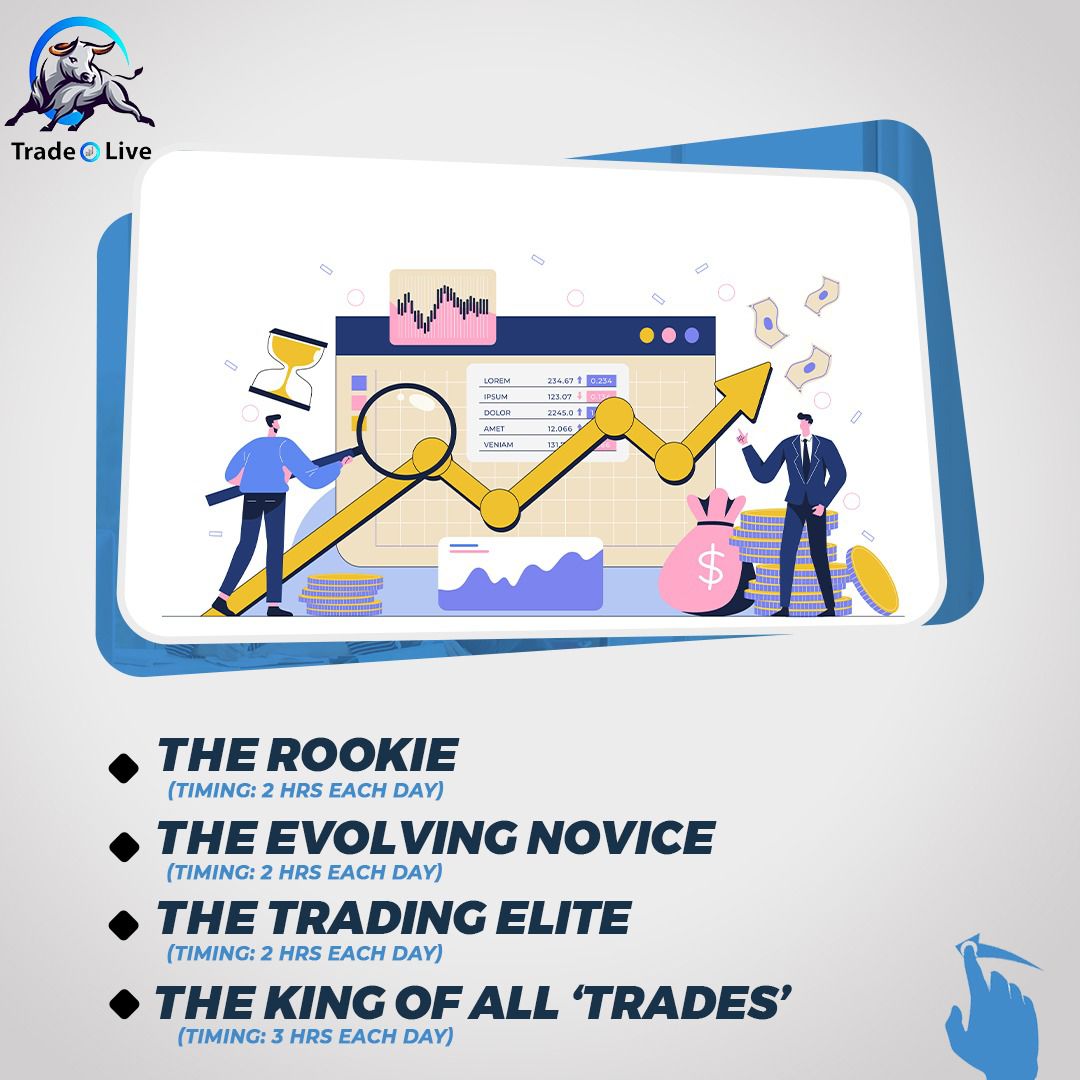 Trade Live
LOREM 234.67 0.234
IPSUM 123.07
DOLOR 2245.0
AMET 12.066
VENIAM
$
THE ROOKIE
(TIMING: 2 HRS EACH DAY)
THE EVOLVING NOVICE
(TIMING: 2 HRS EACH DAY)
THE TRADING ELITE
(TIMING: 2 HRS EACH DAY)
THE KING OF ALL ‘TRADES’
(TIMING: 3 HRS EACH DAY)